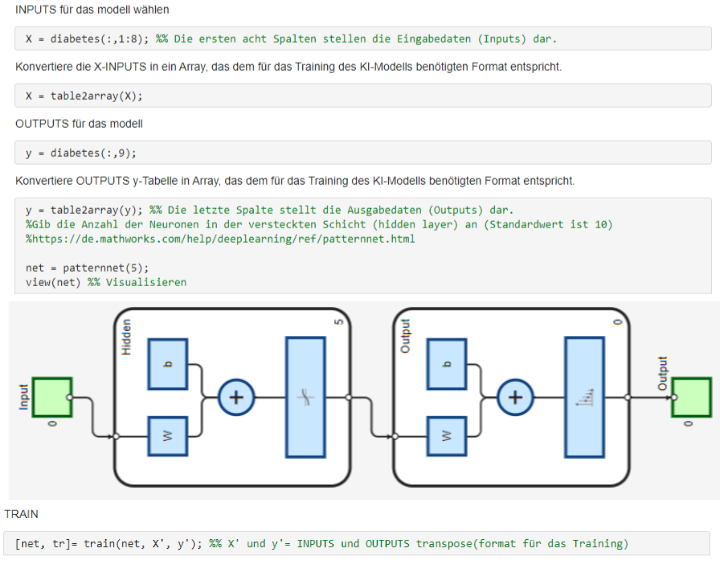 INPUTS für das modell wählen
X = diabetes(:,1:8); %% Die ersten acht Spalten stellen die Eingabedaten (Inputs) dar.
Konvertiere die X-INPUTS in ein Array, das dem für das Training des KI-Modells benötigten Format entspricht.
X = table2array(X);
OUTPUTS für das modell
y = diabetes(:,9);
Konvertiere OUTPUTS y-Tabelle in Array, das dem für das Training des KI-Modells benötigten Format entspricht.
y = table2array(y); %% Die letzte Spalte stellt die Ausgabedaten (Outputs) dar.
%Gib die Anzahl der Neuronen in der versteckten Schicht (hidden layer) an (Standardwert ist 10)
%https://de.mathworks.com/help/deeplearning/ref/patternnet.html
net = patternnet(5);
view(net) %% Visualisieren
Input
0
Hidden
b
W
+
5
Output
b
W
+
0
Output
0
TRAIN
[net, tr]= train(net, X', y'); %% X' und y'= INPUTS und OUTPUTS transpose(format für das Training)